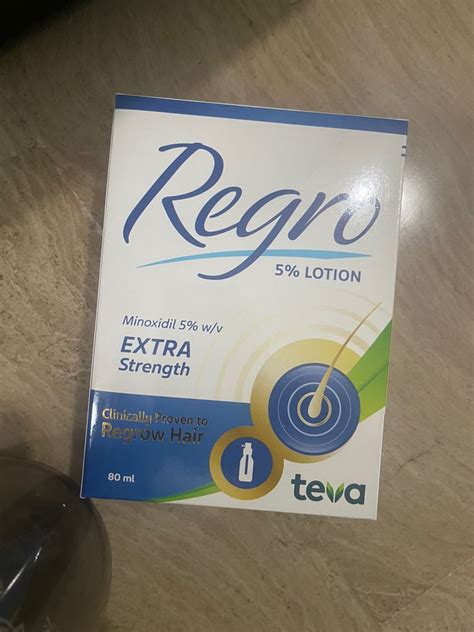 Regro
5% LOTION
Minoxidil 5% w/v
EXTRA
Strength
Clinically Proven to
Regrow Hair
80 ml
teva